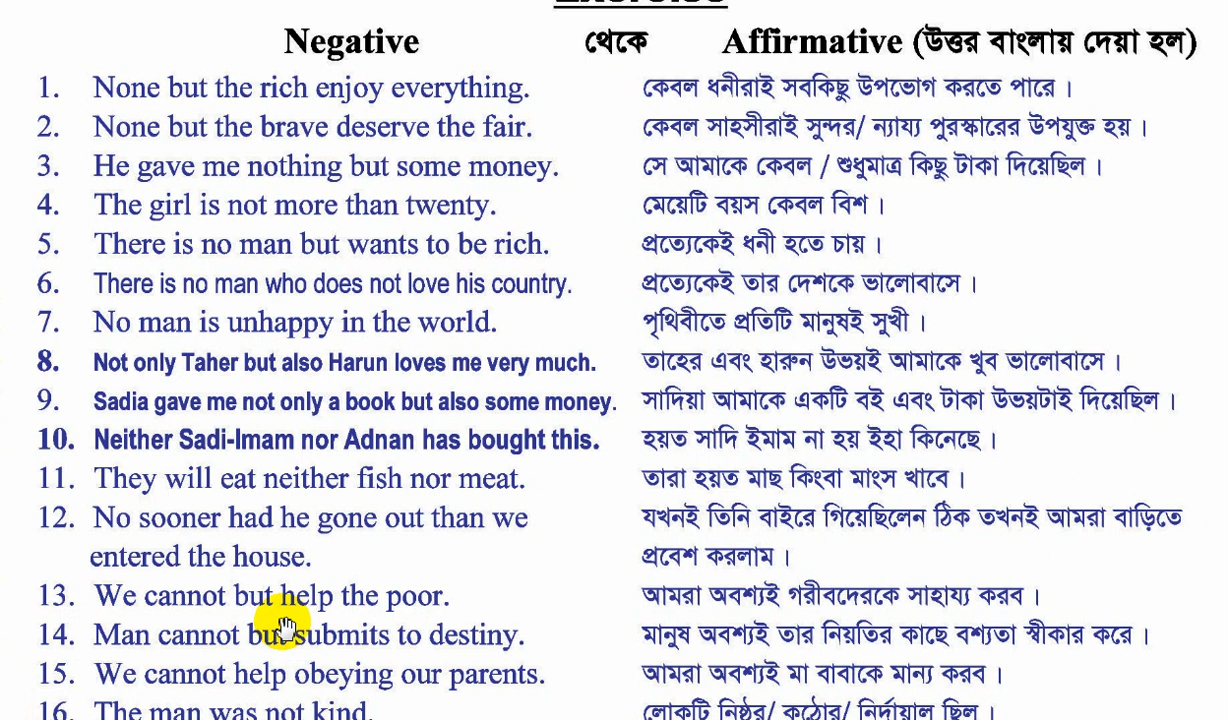 Negative থেকে Affirmative (উত্তর বাংলায় দেয়া হল)
1. None but the rich enjoy everything. কেবল ধনীরাই সবকিছু উপভোগ করতে পারে ।
2. None but the brave deserve the fair. কেবল সাহসীরাই সুন্দর/ ন্যায্য পুরস্কারের উপযুক্ত হয় ।
3. He gave me nothing but some money. সে আমাকে কেবল / শুধুমাত্র কিছু টাকা দিয়েছিল ।
4. The girl is not more than twenty. মেয়েটি বয়স কেবল বিশ ।
5. There is no man but wants to be rich. প্রত্যেকেই ধনী হতে চায় ।
6. There is no man who does not love his country. প্রত্যেকেই তার দেশকে ভালোবাসে ।
7. No man is unhappy in the world. পৃথিবীতে প্রতিটি মানুষই সুখী ।
8. Not only Taher but also Harun loves me very much. তাহের এবং হারুন উভয়ই আমাকে খুব ভালোবাসে ।
9. Sadia gave me not only a book but also some money. সাদিয়া আমাকে একটি বই এবং টাকা উভয়টাই দিয়েছিল ।
10. Neither Sadi-Imam nor Adnan has bought this. হয়ত সাদি ইমাম না হয় ইহা কিনেছে ।
11. They will eat neither fish nor meat. তারা হয়ত মাছ কিংবা মাংস খাবে ।
12. No sooner had he gone out than we যখনই তিনি বাইরে গিয়েছিলেন ঠিক তখনই আমরা বাড়িতে
entered the house. প্রবেশ করলাম ।
13. We cannot but help the poor. আমরা অবশ্যই গরীবদেরকে সাহায্য করব ।
14. Man cannot but submits to destiny. মানুষ অবশ্যই তার নিয়তির কাছে বশ্যতা স্বীকার করে ।
15. We cannot help obeying our parents. আমরা অবশ্যই মা বাবাকে মান্য করব ।
16. The man was not kind. লোকটি নিষ্ঠুর/ কঠোর/ নির্দায়াল ছিল ।